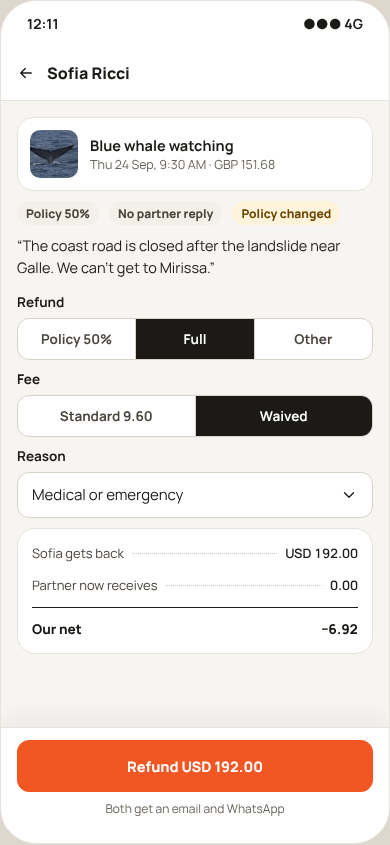 12:11
4G
Sofia Ricci
Blue whale watching
Thu 24 Sep, 9:30 AM · GBP 151.68
Policy 50%
No partner reply
Policy changed
“The coast road is closed after the landslide near
Galle. We can’t get to Mirissa.”
Refund
Policy 50%
Full
Other
Fee
Standard 9.60
Waived
Reason
Medical or emergency
Sofia gets back
USD 192.00
Partner now receives
0.00
Our net
−6.92
Refund USD 192.00
Both get an email and WhatsApp